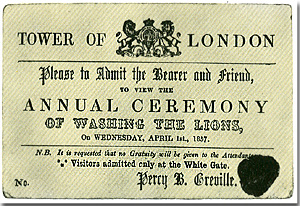 TOWER OF LONDON
Please to Admit the Bearer and Friend,
TO VIEW THE
ANNUAL CEREMONY
OF WASHING THE LIONS,
ON WEDNESDAY, APRIL 1st, 1857.
N.B. It is requested that no Gratuity will be given to the Attendants.
*** Visitors admitted only at the White Gate.
No. Percy B. Greville.